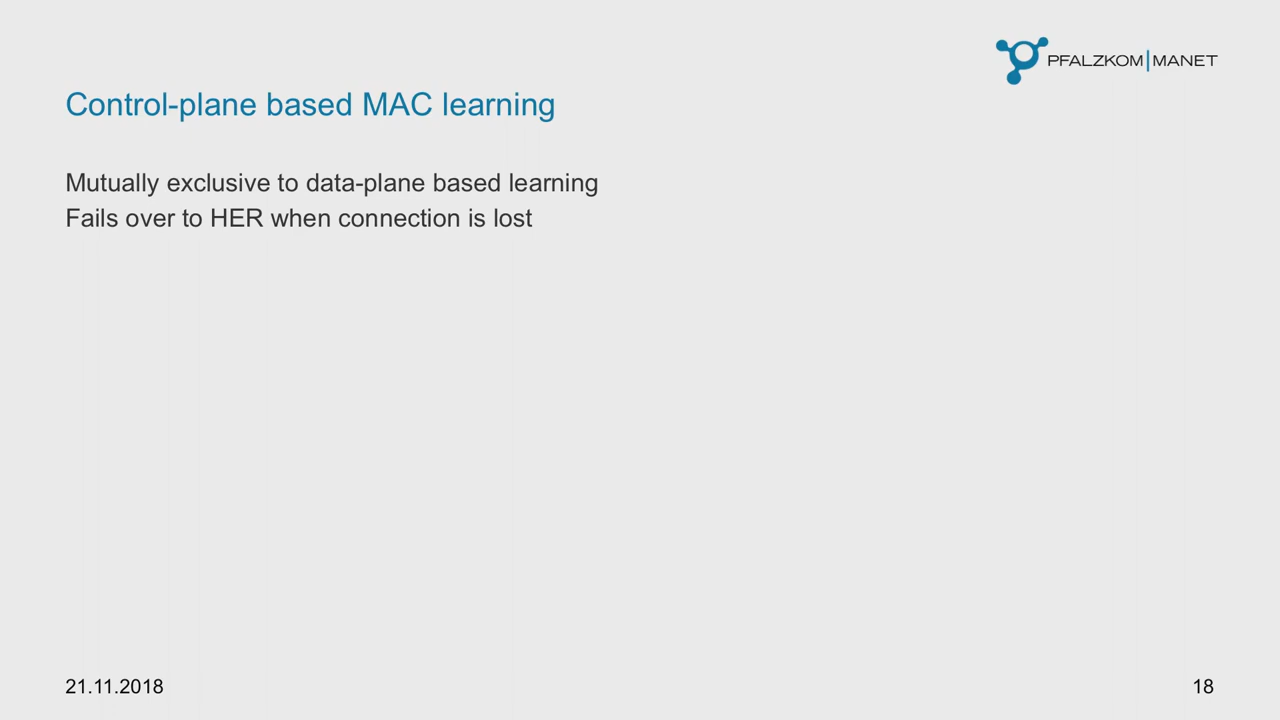 PFALZKOM|MANET
Control-plane based MAC learning
Mutually exclusive to data-plane based learning
Fails over to HER when connection is lost
21.11.2018
18